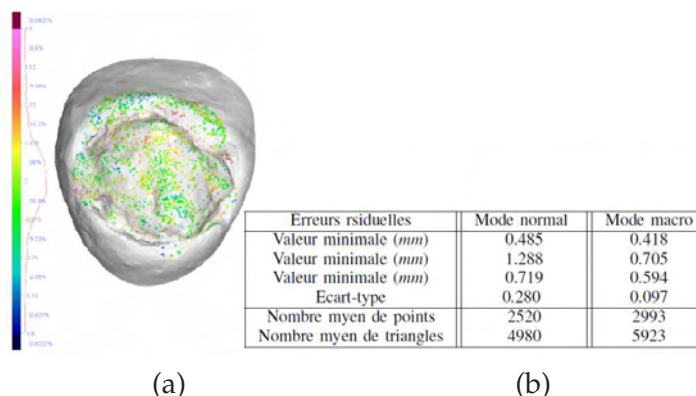 Erreurs rsiduelles Mode normal Mode macro
Valeur minimale (mm) 0.485 0.418
Valeur minimale (mm) 1.288 0.705
Valeur minimale (mm) 0.719 0.594
Ecart-type 0.280 0.097
Nombre myen de points 2520 2993
Nombre myen de triangles 4980 5923
(a) (b)